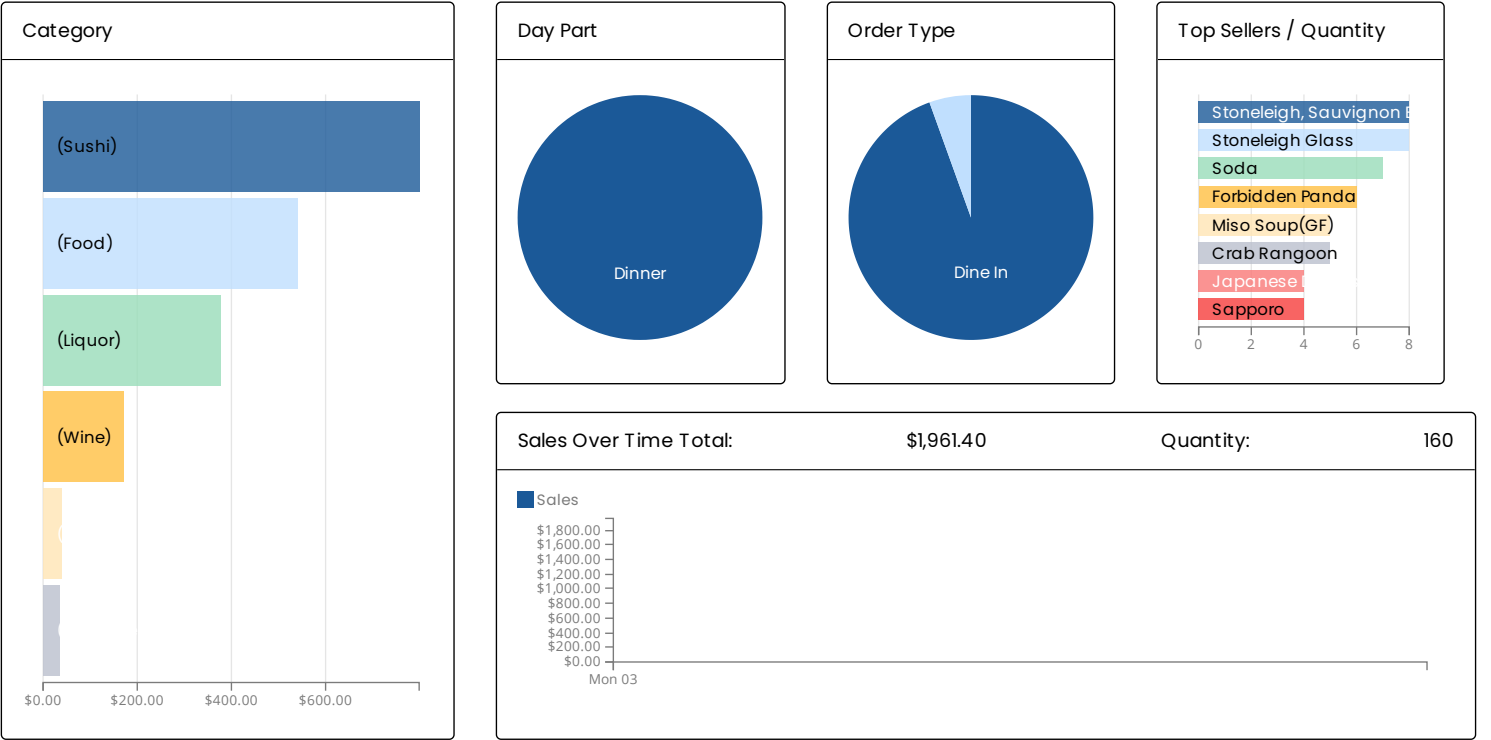 Category
(Sushi)
(Food)
(Liquor)
(Wine)
$0.00 $200.00 $400.00 $600.00
Day Part
Dinner
Order Type
Dine In
Top Sellers / Quantity
Stoneleigh, Sauvignon
Stoneleigh Glass
Soda
Forbidden Panda
Miso Soup(GF)
Crab Rangoon
Japanese
Sapporo
0 2 4 6 8
Sales Over Time Total: $1,961.40 Quantity: 160
Sales
$1,800.00
$1,600.00
$1,400.00
$1,200.00
$1,000.00
$800.00
$600.00
$400.00
$200.00
$0.00
Mon 03